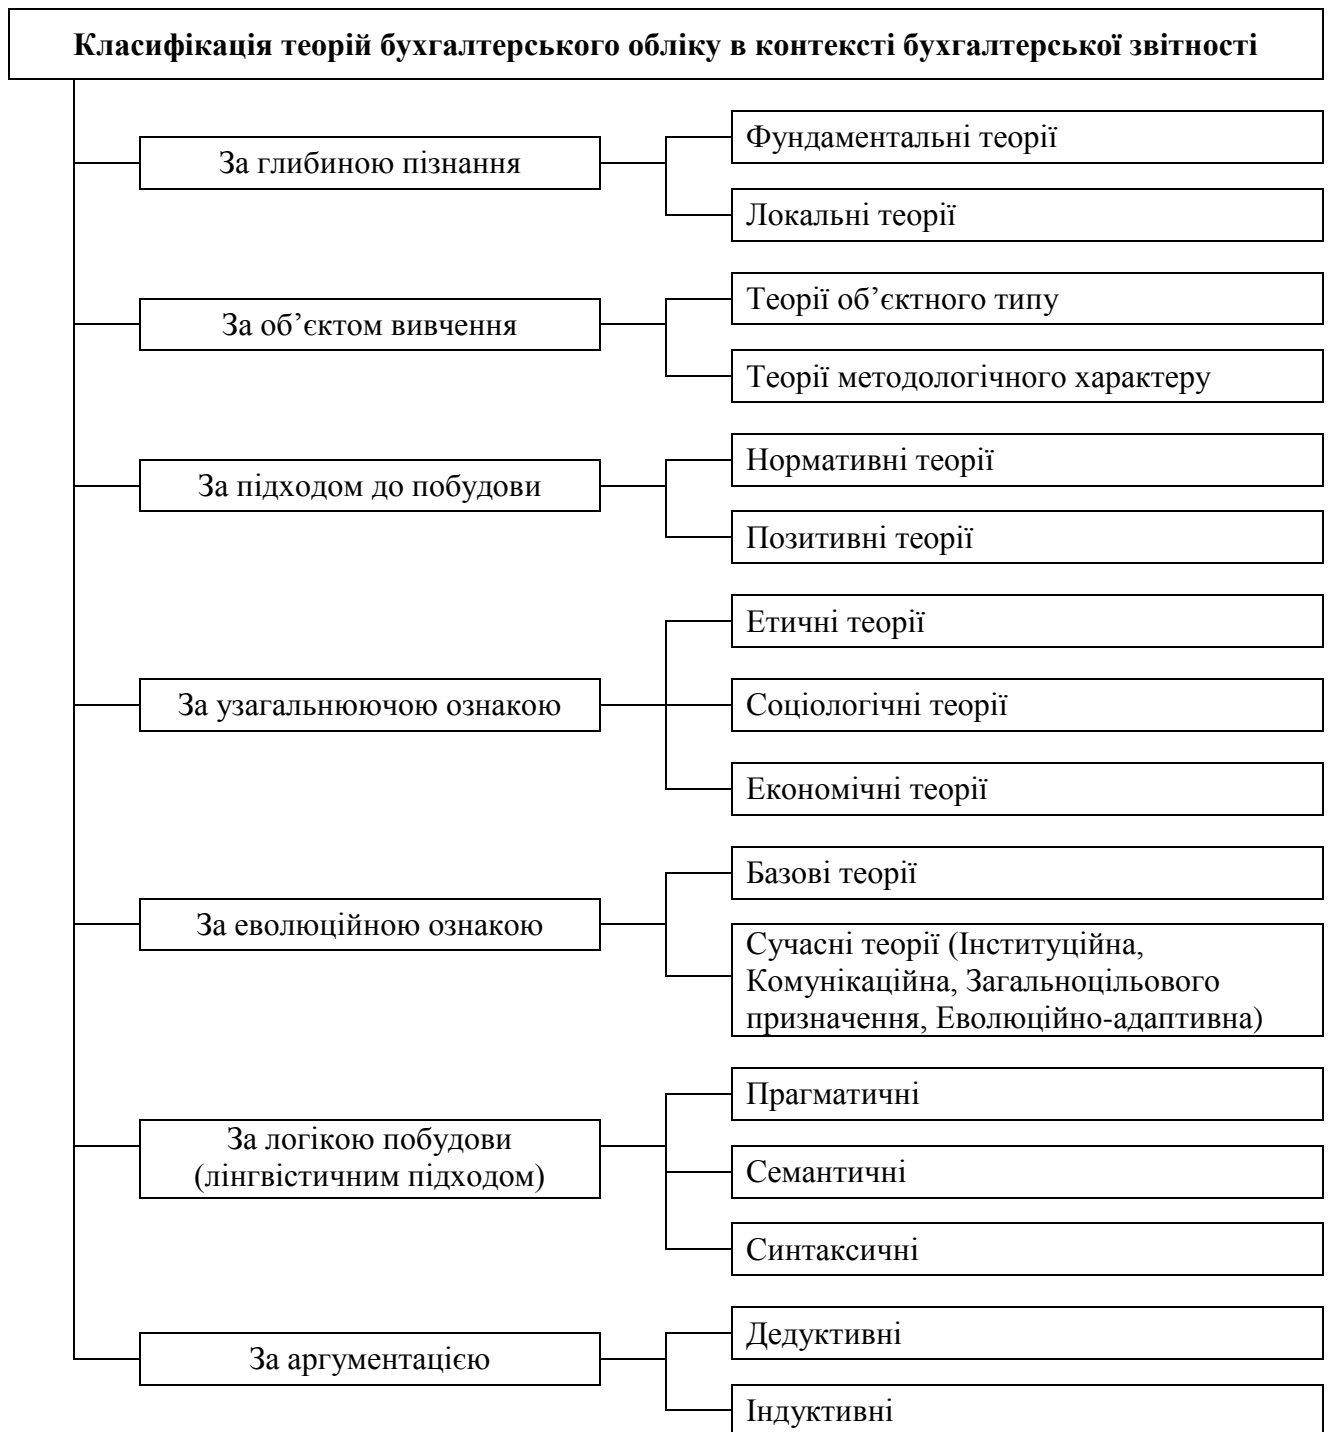 Класифікація теорій бухгалтерського обліку в контексті бухгалтерської звітності
За глибиною пізнання
Фундаментальні теорії
Локальні теорії
За об’єктом вивчення
Теорії об’єктного типу
Теорії методологічного характеру
За підходом до побудови
Нормативні теорії
Позитивні теорії
За узагальнюючою ознакою
Етичні теорії
Соціологічні теорії
Економічні теорії
За еволюційною ознакою
Базові теорії
Сучасні теорії (Інституційна,
Комунікаційна, Загальноцільового
призначення, Еволюційно-адаптивна)
За логікою побудови
(лінгвістичним підходом)
Прагматичні
Семантичні
Синтаксичні
За аргументацією
Дедуктивні
Індуктивні